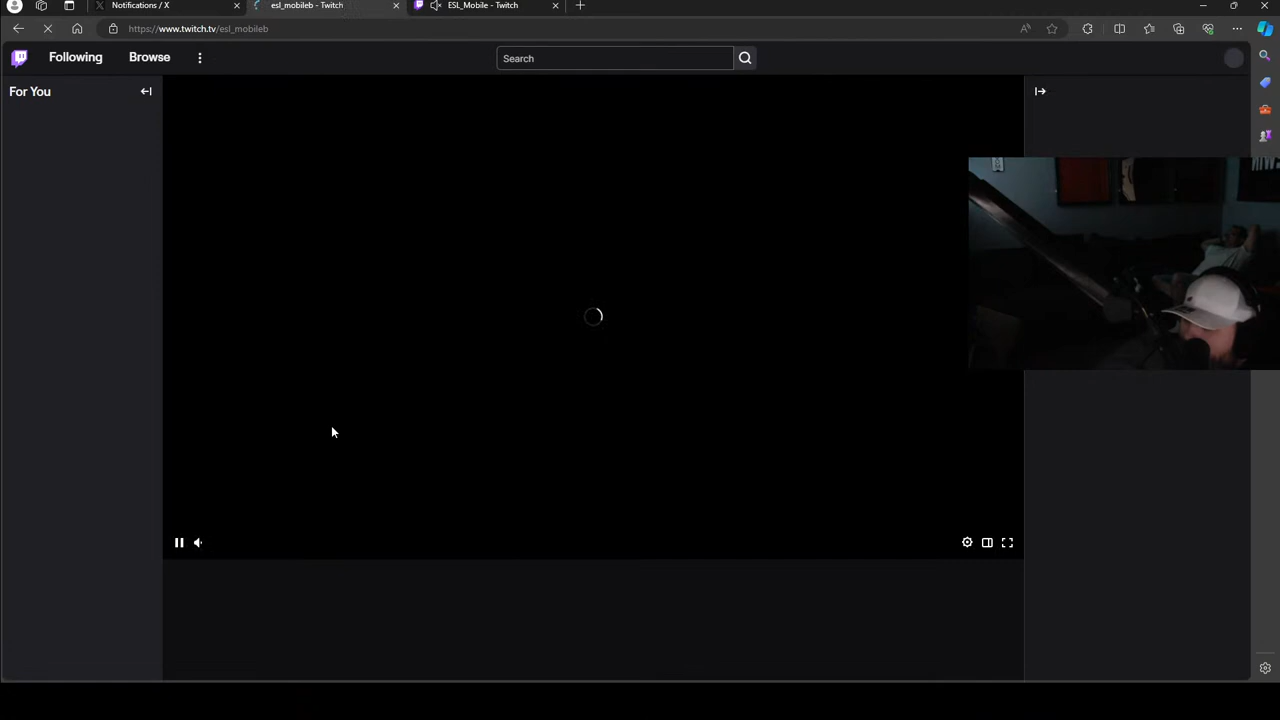 Notifications / X
esl_mobileb - Twitch
ESL_Mobile - Twitch
https://www.twitch.tv/esl_mobileb
Following
Browse
Search
For You